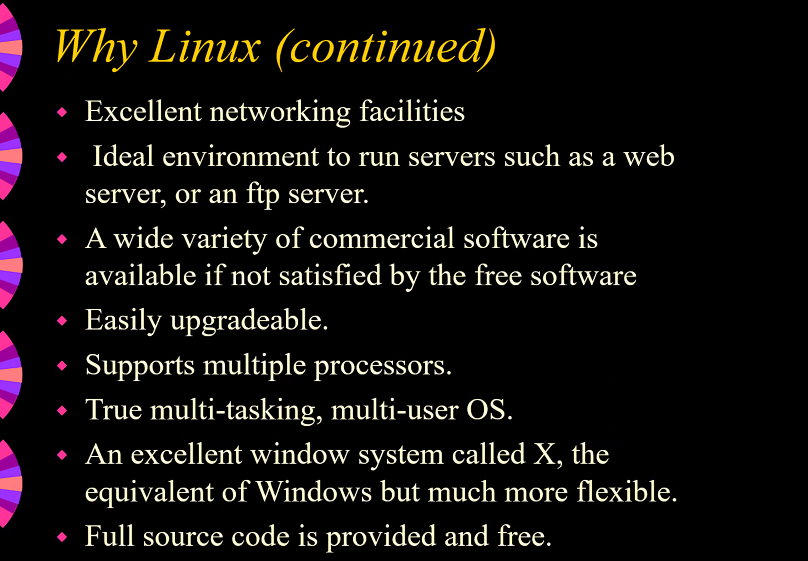 Why Linux (continued)
Excellent networking facilities
Ideal environment to run servers such as a web
server, or an ftp server.
A wide variety of commercial software is
available if not satisfied by the free software
Easily upgradeable.
Supports multiple processors.
True multi-tasking, multi-user OS.
An excellent window system called X, the
equivalent of Windows but much more flexible.
Full source code is provided and free.